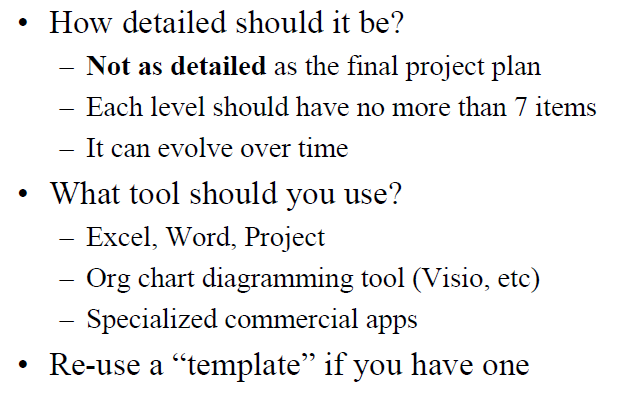 • How detailed should it be?
– Not as detailed as the final project plan
– Each level should have no more than 7 items
– It can evolve over time
• What tool should you use?
– Excel, Word, Project
– Org chart diagramming tool (Visio, etc)
– Specialized commercial apps
• Re-use a “template” if you have one